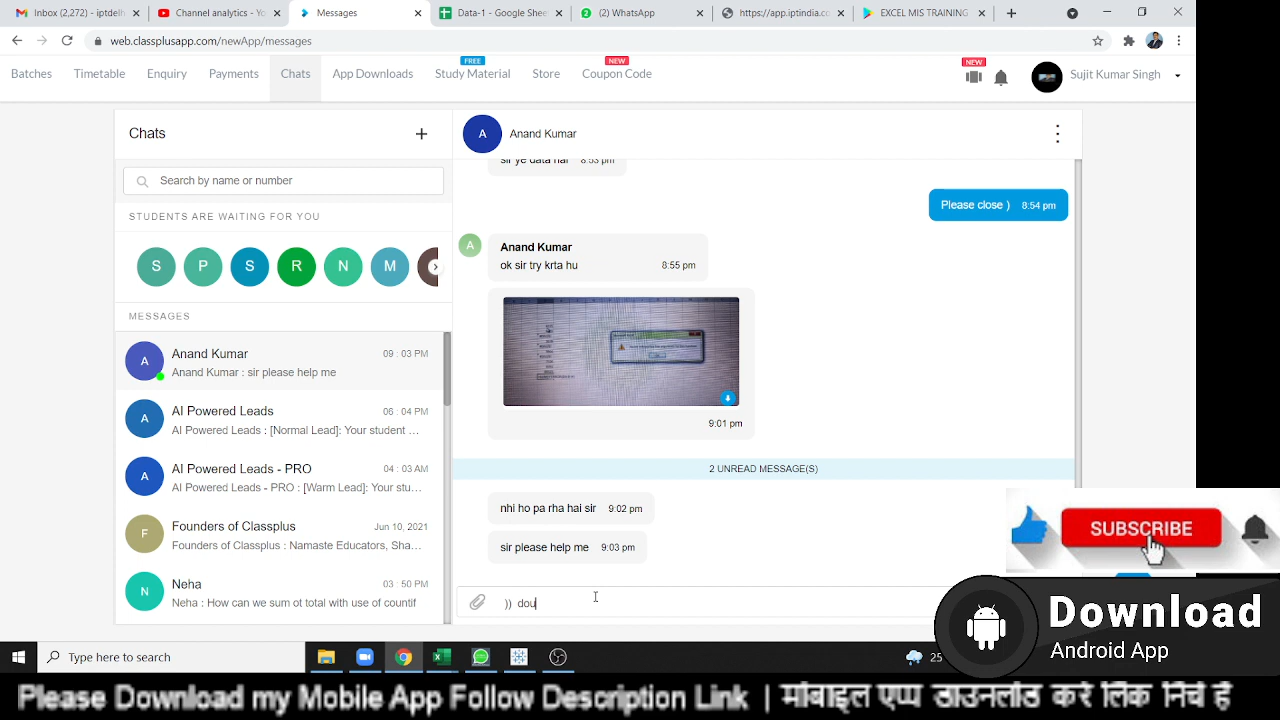 Inbox (2,272) - iptdelh
Channel analytics - Yo
Messages
Data-1 - Google Shee
(2) WhatsApp
https://app.iptindia.co
EXCEL MIS TRAINING
web.classplusapp.com/newApp/messages
FREE
NEW
NEW
Batches Timetable Enquiry Payments Chats App Downloads Study Material Store Coupon Code Sujit Kumar Singh
Chats
Search by name or number
STUDENTS ARE WAITING FOR YOU
S P S R N M
MESSAGES
A
Anand Kumar 09 : 03 PM
Anand Kumar : sir please help me
A
AI Powered Leads 06 : 04 PM
AI Powered Leads : [Normal Lead]: Your student ...
A
AI Powered Leads - PRO 04 : 03 AM
AI Powered Leads - PRO : [Warm Lead]: Your stu...
F
Founders of Classplus Jun 10, 2021
Founders of Classplus : Namaste Educators, Sha...
N
Neha 03 : 50 PM
Neha : How can we sum ot total with use of countif
A Anand Kumar
sir ye data hai 8:53 pm
Please close ) 8:54 pm
A
Anand Kumar
ok sir try krta hu 8:55 pm
9:01 pm
2 UNREAD MESSAGE(S)
nhi ho pa rha hai sir 9:02 pm
sir please help me 9:03 pm
)) dou
SUBSCRIBE
Download
Android App
Type here to search
25
Please Download my Mobile App Follow Description Link | मोबाइल एप्प डाउनलोड करे लिंक निचे है